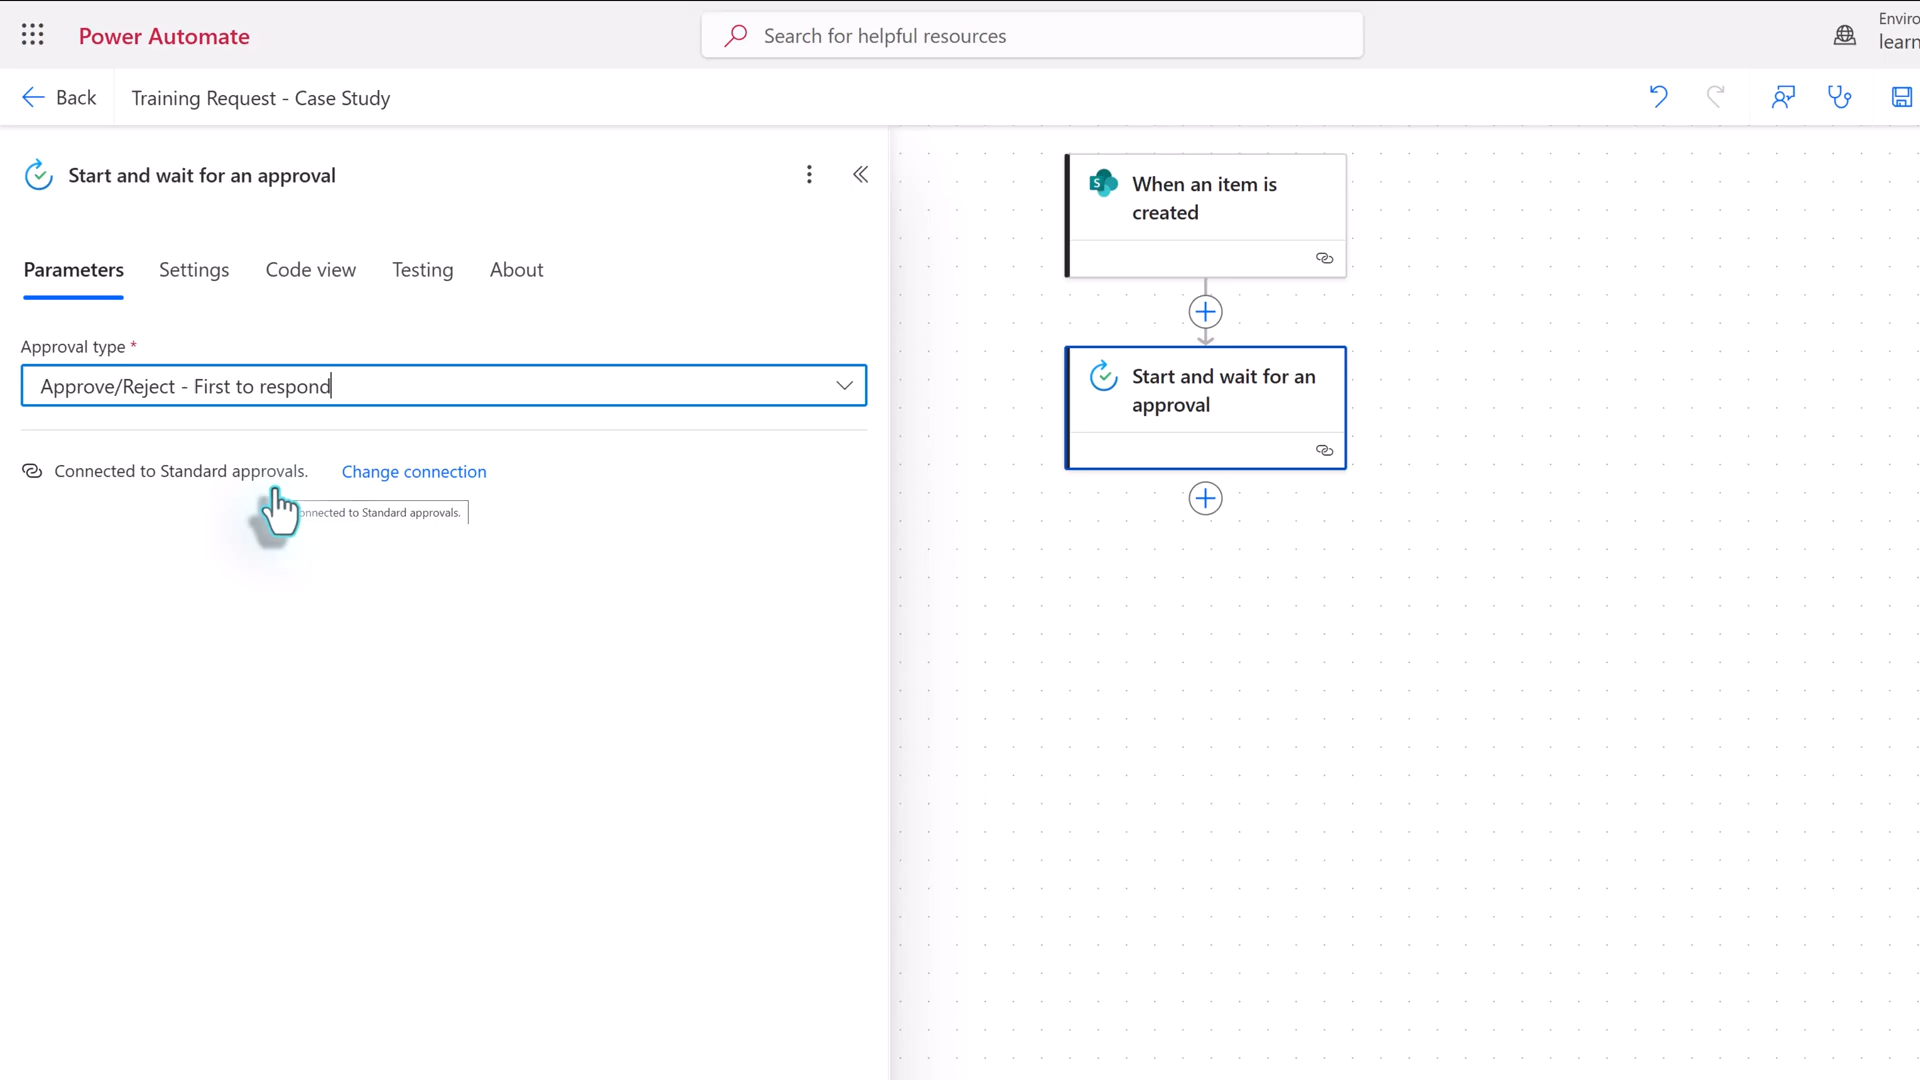 Power Automate
Search for helpful resources
Enviro
learn
Back
Training Request - Case Study
Start and wait for an approval
Parameters
Settings
Code view
Testing
About
Approval type *
Approve/Reject - First to respond
Connected to Standard approvals.
Change connection
onnected to Standard approvals.
When an item is
created
Start and wait for an
approval